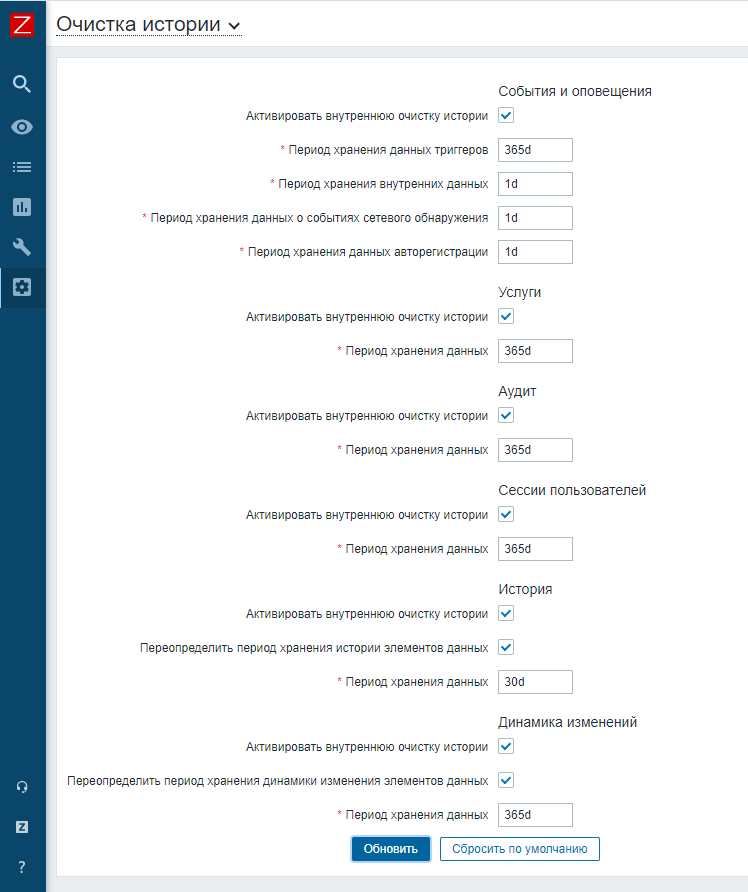 Z
Очистка истории
События и оповещения
Активировать внутреннюю очистку истории
* Период хранения данных триггеров 365d
* Период хранения внутренних данных 1d
* Период хранения данных о событиях сетевого обнаружения 1d
* Период хранения данных авторегистрации 1d
Услуги
Активировать внутреннюю очистку истории
* Период хранения данных 365d
Аудит
Активировать внутреннюю очистку истории
* Период хранения данных 365d
Сессии пользователей
Активировать внутреннюю очистку истории
* Период хранения данных 365d
История
Активировать внутреннюю очистку истории
Переопределить период хранения истории элементов данных
* Период хранения данных 30d
Динамика изменений
Активировать внутреннюю очистку истории
Переопределить период хранения динамики изменения элементов данных
* Период хранения данных 365d
Обновить Сбросить по умолчанию
Z
?